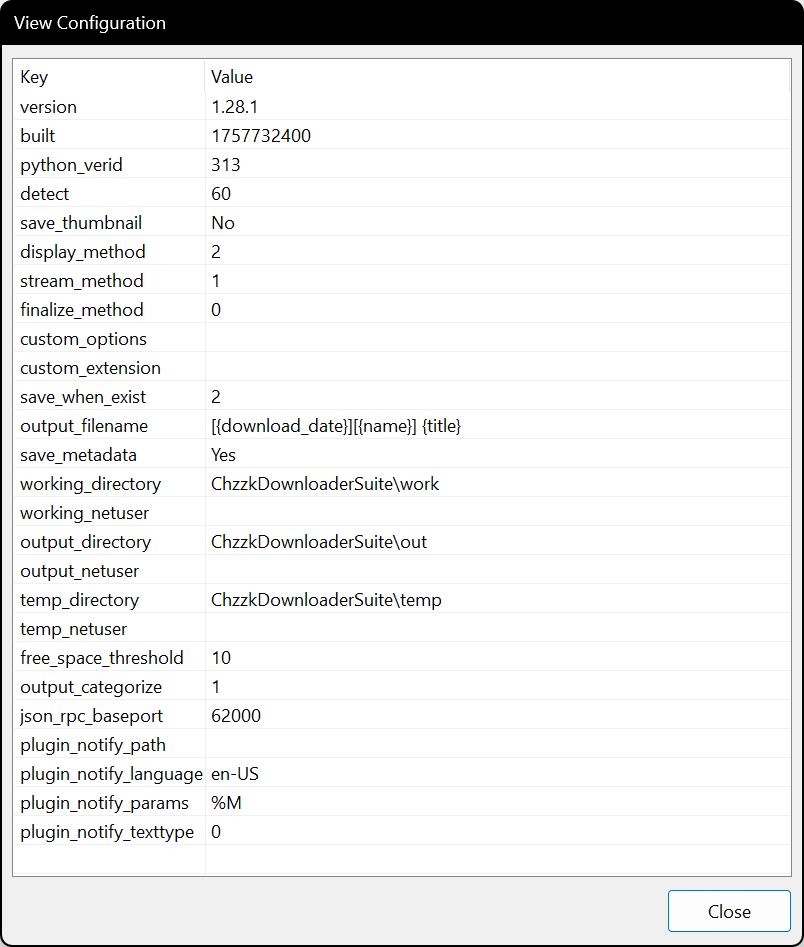 View Configuration
Key Value
version 1.28.1
built 1757732400
python_verid 313
detect 60
save_thumbnail No
display_method 2
stream_method 1
finalize_method 0
custom_options
custom_extension
save_when_exist 2
output_filename [{download_date}][{name}] {title}
save_metadata Yes
working_directory ChzzkDownloaderSuite\work
working_netuser
output_directory ChzzkDownloaderSuite\out
output_netuser
temp_directory ChzzkDownloaderSuite\temp
temp_netuser
free_space_threshold 10
output_categorize 1
json_rpc_baseport 62000
plugin_notify_path
plugin_notify_language en-US
plugin_notify_params %M
plugin_notify_texttype 0
Close